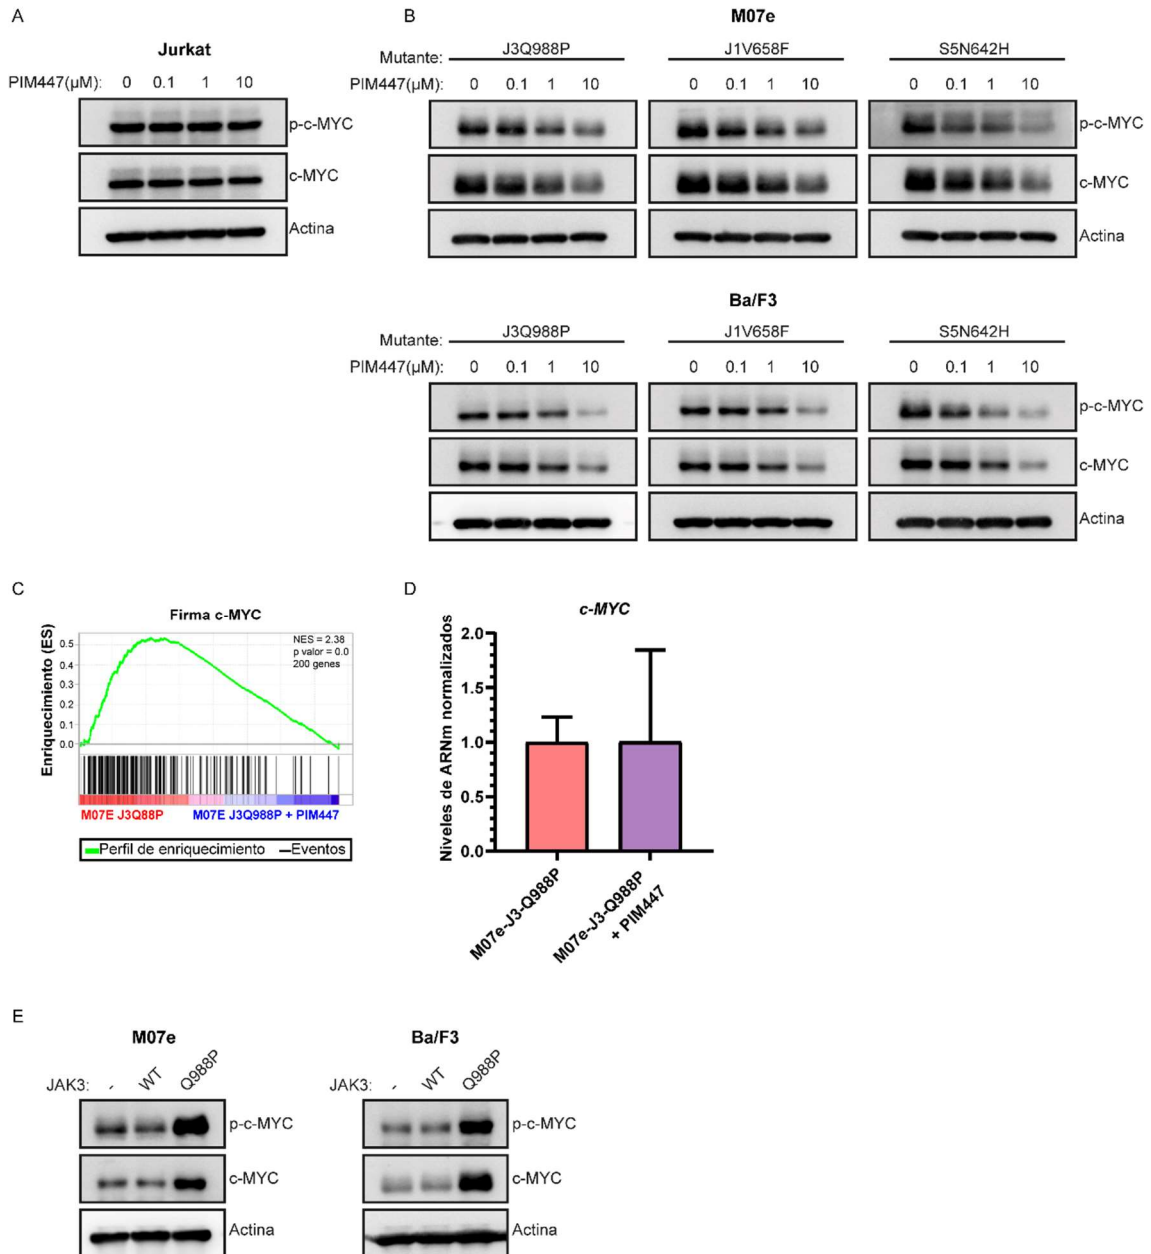 A
Jurkat
PIM447(µM): 0 0.1 1 10
p-c-MYC
c-MYC
Actina
B
M07e
Mutante: J3Q988P J1V658F S5N642H
PIM447(µM): 0 0.1 1 10 0 0.1 1 10 0 0.1 1 10
p-c-MYC
c-MYC
Actina
Ba/F3
Mutante: J3Q988P J1V658F S5N642H
PIM447(µM): 0 0.1 1 10 0 0.1 1 10 0 0.1 1 10
p-c-MYC
c-MYC
Actina
C
Firma c-MYC
Enriquecimiento (ES)
0.5
0.4
0.3
0.2
0.1
0.0
NES = 2.38
p valor = 0.0
200 genes
M07E J3Q88P M07E J3Q988P + PIM447
Perfil de enriquecimiento Eventos
D
c-MYC
Niveles de ARNm normalizados
2.0
1.5
1.0
0.5
0.0
M07e-J3-Q988P
M07e-J3-Q988P
+ PIM447
E
M07e
JAK3: - WT Q988P
p-c-MYC
c-MYC
Actina
Ba/F3
JAK3: - WT Q988P
p-c-MYC
c-MYC
Actina